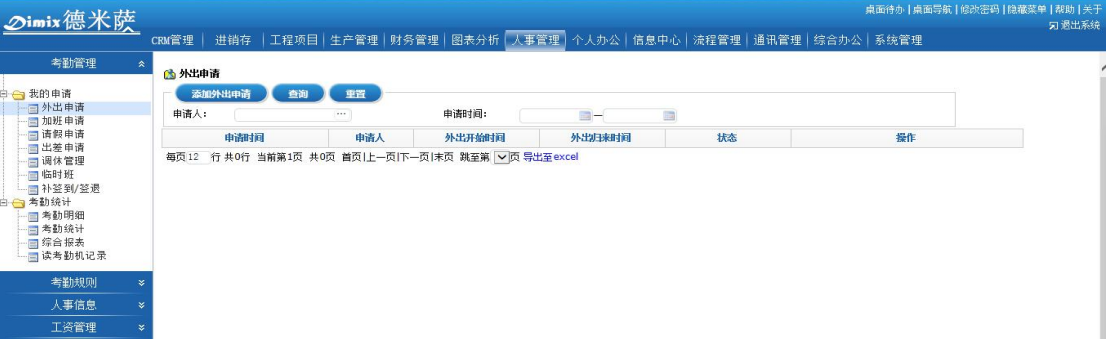 桌面待办|桌面导航|修改密码|隐藏菜单|帮助|关于
Dimix德米萨
退出系统
CRM管理|进销存|工程项目|生产管理|财务管理|图表分析|人事管理|个人办公|信息中心|流程管理|通讯管理|综合办公|系统管理
考勤管理
我的申请
外出申请
加班申请
请假申请
出差申请
调休管理
临时班
补签到/签退
考勤统计
考勤明细
考勤统计
综合报表
读考勤机记录
考勤规则
人事信息
工资管理
外出申请
添加外出申请 查询 重置
申请人: ... 申请时间: —
申请时间 申请人 外出开始时间 外出归来时间 状态 操作
每页12 行 共0行 当前第1页 共0页 首页|上一页|下一页|末页 跳至第 页 导出至excel